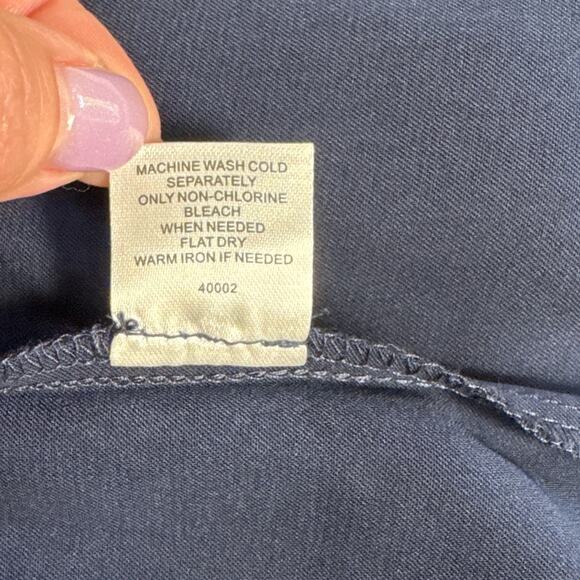 MACHINE WASH COLD
SEPARATELY
ONLY NON-CHLORINE
BLEACH
WHEN NEEDED
FLAT DRY
WARM IRON IF NEEDED
40002